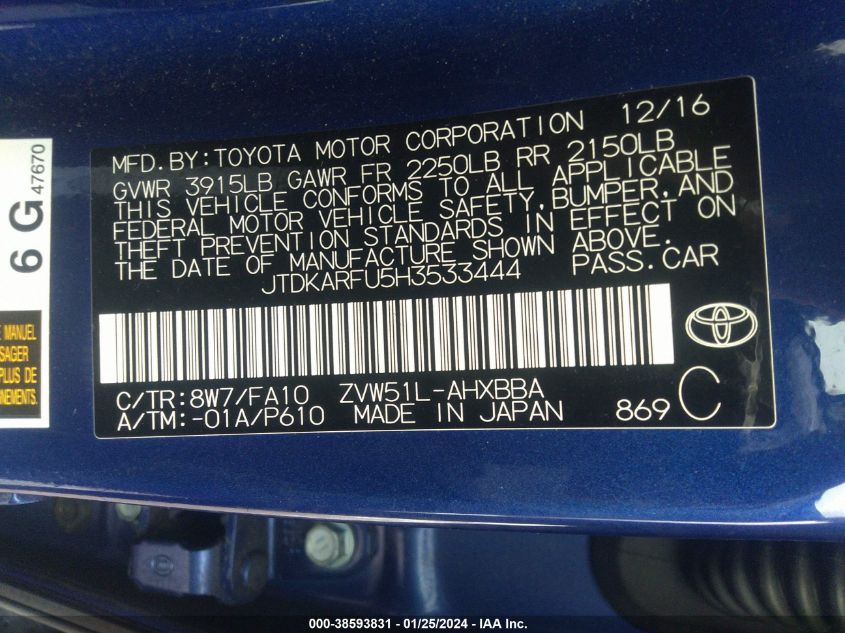 MFD.BY:TOYOTA MOTOR CORPORATION 12/16
GVWR 3915LB GAWR FR 2250LB RR 2150LB
THIS VEHICLE CONFORMS TO ALL APPLICABLE
FEDERAL MOTOR VEHICLE SAFETY,BUMPER,AND
THEFT PREVENTION STANDARDS IN EFFECT ON
THE DATE OF MANUFACTURE SHOWN ABOVE.
JTDKARFU5H3533444 PASS.CAR
C/TR:8W7/FA10 ZVW51L-AHXBBA
A/TM:-01A/P610 MADE IN JAPAN 869 C
6 G
47670
MANUEL
PLUS DE
000-38593831 - 01/25/2024 - IAA Inc.